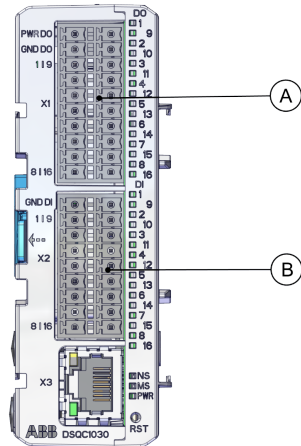 DO
PWR DO
GND DO
1 I 9
X1
8 I 16
1
9
2
10
3
11
4
12
5
13
6
14
7
15
8
16
A
DI
GND DI
1 I 9
X2
8 I 16
1
9
2
10
3
11
4
12
5
13
6
14
7
15
8
16
B
X3
NS
MS
PWR
ABB DSQC1030 RST